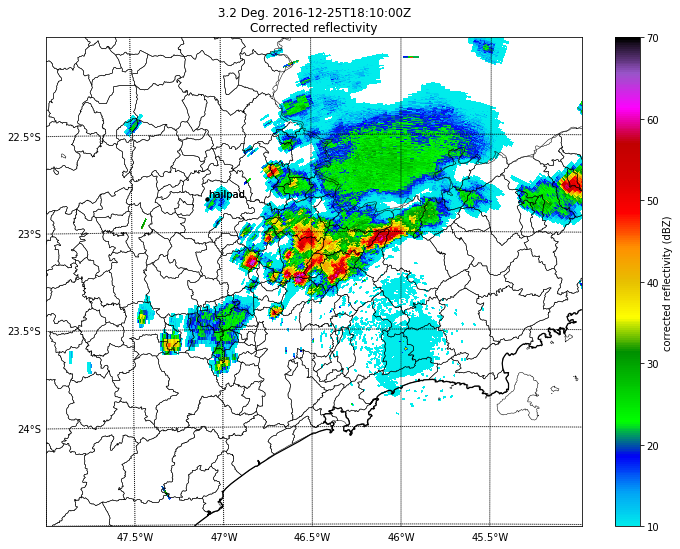 3.2 Deg. 2016-12-25T18:10:00Z
Corrected reflectivity
22.5°S
23°S
23.5°S
24°S
hailpad
47.5°W
47°W
46.5°W
46°W
45.5°W
70
60
50
40
30
20
10
corrected reflectivity (dBZ)